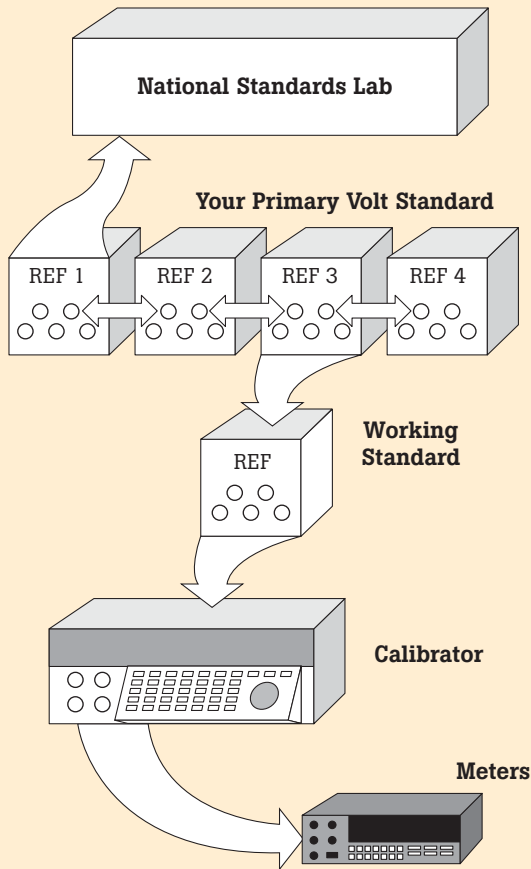 National Standards Lab
Your Primary Volt Standard
REF 1
REF 2
REF 3
REF 4
REF
Working
Standard
Calibrator
Meters